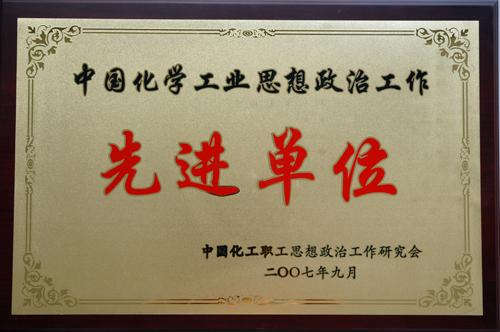 中国化学工业思想政治工作
先进单位
中国化工职工思想政治工作研究会
二〇〇七年九月